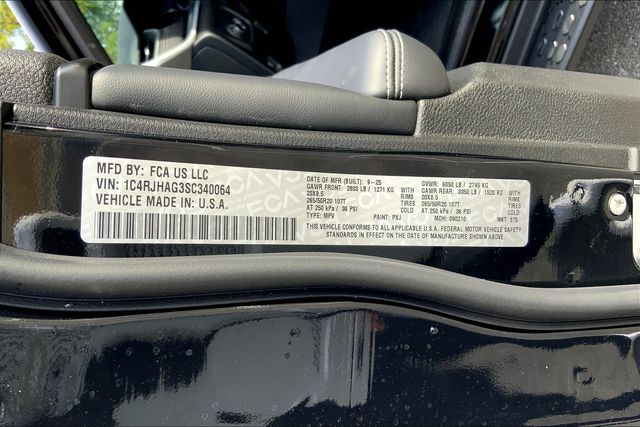 MFD BY: FCA US LLC
VIN: 1C4RJHAG3SC340064
VEHICLE MADE IN: U.S.A.
DATE OF MFR (BUILT): 9-25 GVWR: 6050 LB / 2745 KG
GAWR FRONT: 2800 LB / 1271 KG GAWR REAR: 3350 LB / 1520 KG
20X8.5 RIMS 20X8.5 RIMS
265/50R20 107T TIRES 265/50R20 107T TIRES
AT 250 kPa / 36 PSI COLD AT 250 kPa / 36 PSI COLD
TYPE: MPV PAINT: PXJ MDH: 090210 MKT 875
THIS VEHICLE CONFORMS TO ALL APPLICABLE U.S.A. FEDERAL MOTOR VEHICLE SAFETY
STANDARDS IN EFFECT ON THE DATE OF MANUFACTURE SHOWN ABOVE.